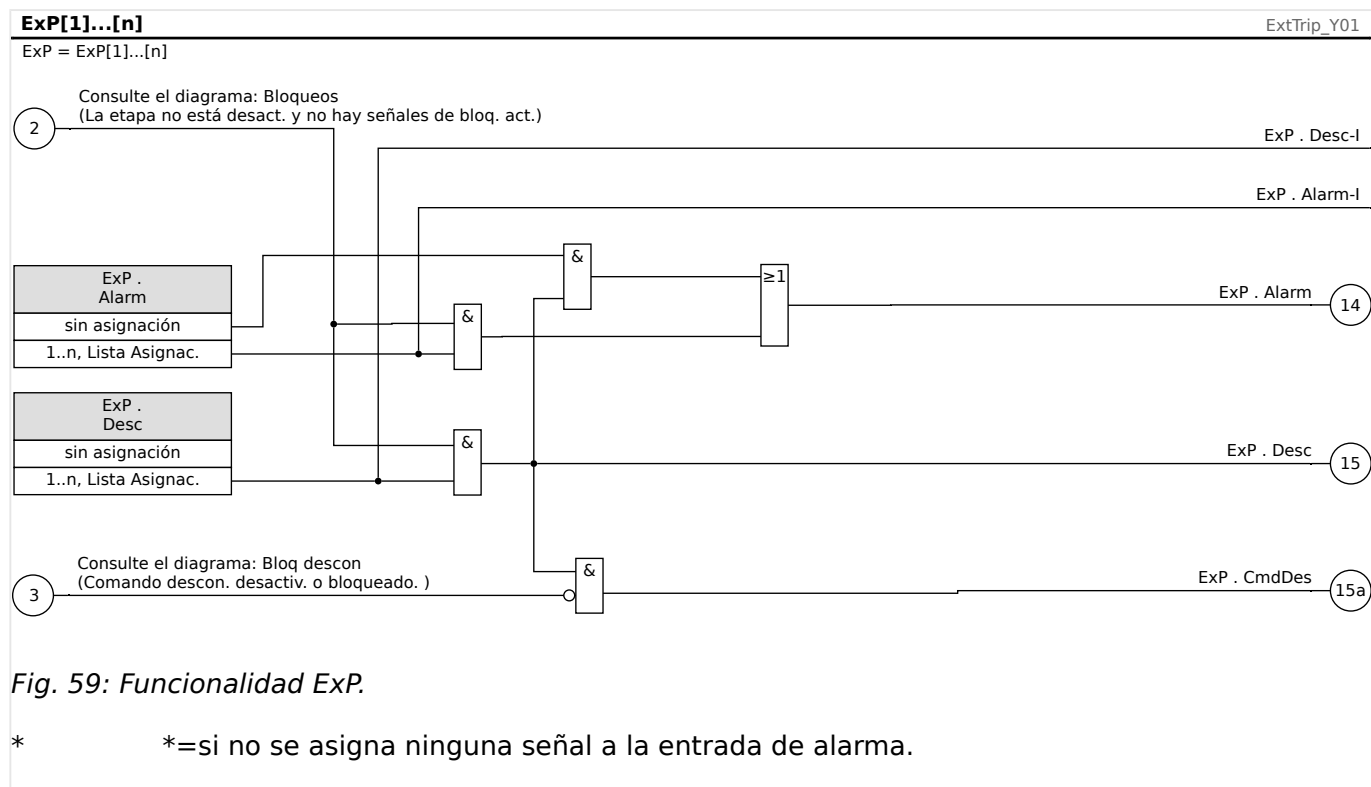 ExP[1]...[n]
ExtTrip_Y01
ExP = ExP[1]...[n]
Consulte el diagrama: Bloqueos
(La etapa no está desact. y no hay señales de bloq. act.)
2
ExP . Desc-I
ExP . Alarm-I
&
ExP .
Alarm
≥1
ExP . Alarm
14
sin asignación
&
1..n, Lista Asignac.
ExP .
Desc
sin asignación
&
ExP . Desc
15
1..n, Lista Asignac.
Consulte el diagrama: Bloq descon
(Comando descon. desactiv. o bloqueado. )
3
&
ExP . CmdDes
15a
Fig. 59: Funcionalidad ExP.
* *=si no se asigna ninguna señal a la entrada de alarma.